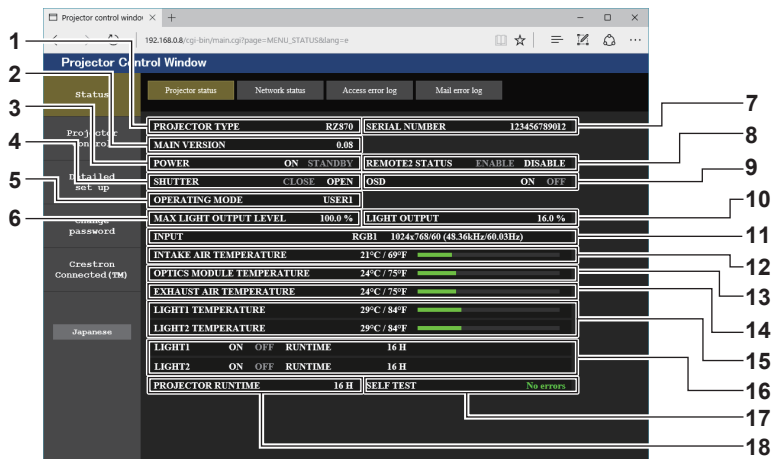 Projector control windov
192.168.0.8/cgi-bin/main.cgi?page=MENU_STATUS&lang=e
Projector Control Window
Status
Projector control
Detailed set up
Change password
Crestron Connected(TM)
Japanese
Projector status
Network status
Access error log
Mail error log
PROJECTOR TYPE RZ870
SERIAL NUMBER 123456789012
MAIN VERSION 0.08
POWER ON STANDBY
REMOTE2 STATUS ENABLE DISABLE
SHUTTER CLOSE OPEN
OSD ON OFF
OPERATING MODE USER1
MAX LIGHT OUTPUT LEVEL 100.0 %
LIGHT OUTPUT 16.0 %
INPUT RGB1 1024x768/60 (48.36kHz/60.03Hz)
INTAKE AIR TEMPERATURE 21°C / 69°F
OPTICS MODULE TEMPERATURE 24°C / 75°F
EXHAUST AIR TEMPERATURE 24°C / 75°F
LIGHT1 TEMPERATURE 29°C / 84°F
LIGHT2 TEMPERATURE 29°C / 84°F
LIGHT1 ON OFF RUNTIME 16 H
LIGHT2 ON OFF RUNTIME 16 H
PROJECTOR RUNTIME 16 H
SELF TEST No errors
1
2
3
4
5
6
7
8
9
10
11
12
13
14
15
16
17
18